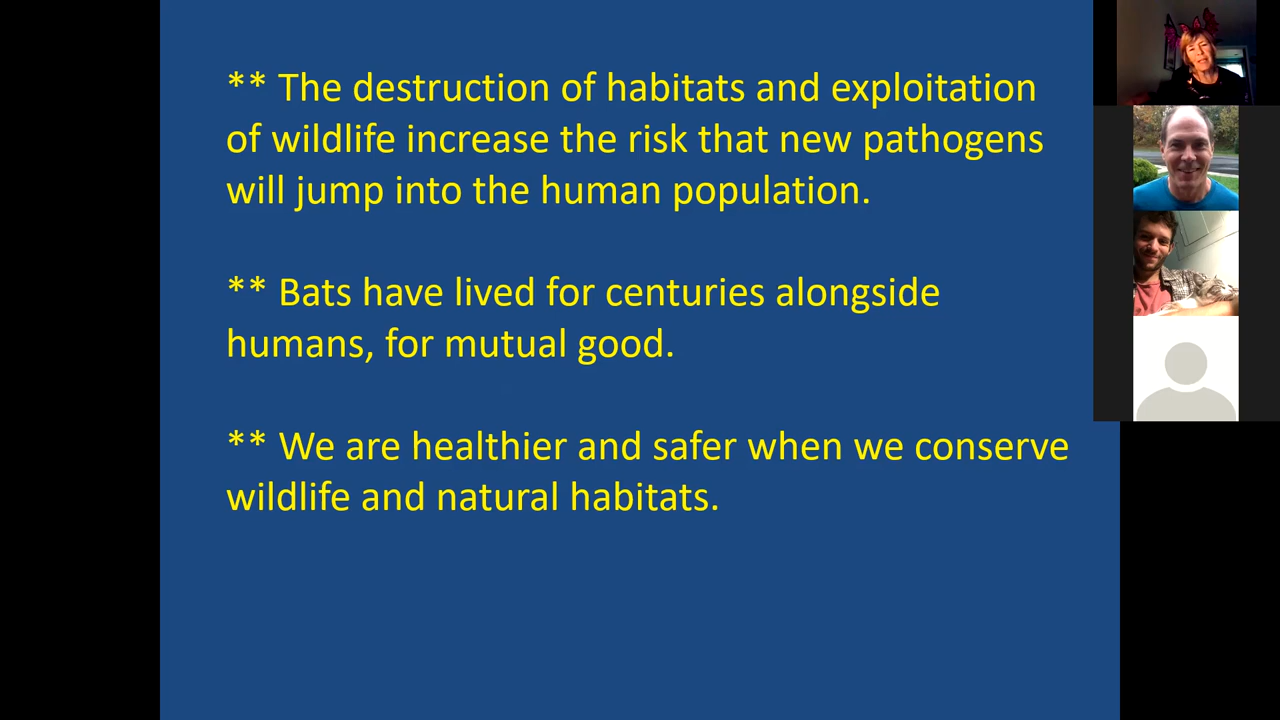 ** The destruction of habitats and exploitation
of wildlife increase the risk that new pathogens
will jump into the human population.
** Bats have lived for centuries alongside
humans, for mutual good.
** We are healthier and safer when we conserve
wildlife and natural habitats.